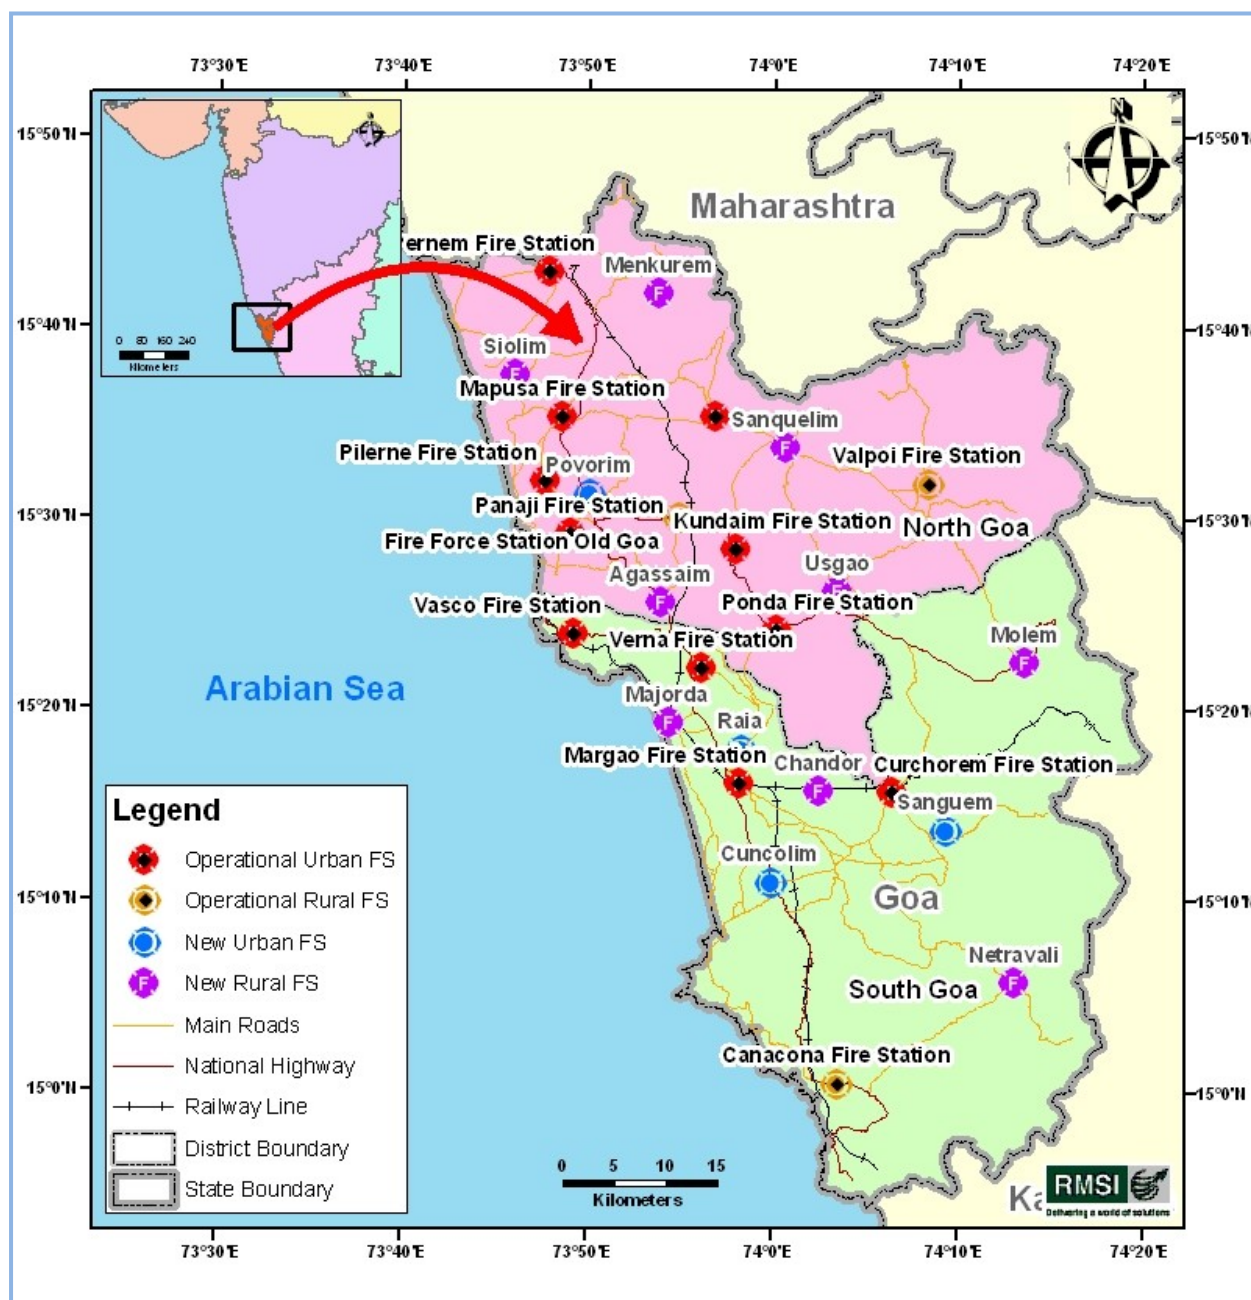 73°30'E 73°40'E 73°50'E 74°0'E 74°10'E 74°20'E
15°50'N
15°50'N
N
Maharashtra
ernem Fire Station
Menkurem
15°40'N
15°40'N
0 80 160 240
Kilometers
Siolim
Mapusa Fire Station
Sanquelim
Pilerne Fire Station
Povorim
Valpoi Fire Station
Panaji Fire Station
15°30'N
15°30'N
Kundaim Fire Station
North Goa
Fire Force Station Old Goa
Agassaim
Usgao
Vasco Fire Station
Ponda Fire Station
Verna Fire Station
Molem
Arabian Sea
Majorda
15°20'N
15°20'N
Raia
Margao Fire Station
Chandor
Curchorem Fire Station
Sanguem
Cuncolim
Goa
15°10'N
15°10'N
Netravali
South Goa
Canacona Fire Station
15°0'N
15°0'N
Legend
Operational Urban FS
Operational Rural FS
New Urban FS
F New Rural FS
Main Roads
National Highway
Railway Line
District Boundary
State Boundary
0 5 10 15
Kilometers
Ka
RMSI
Delivering a world of solutions
73°30'E 73°40'E 73°50'E 74°0'E 74°10'E 74°20'E